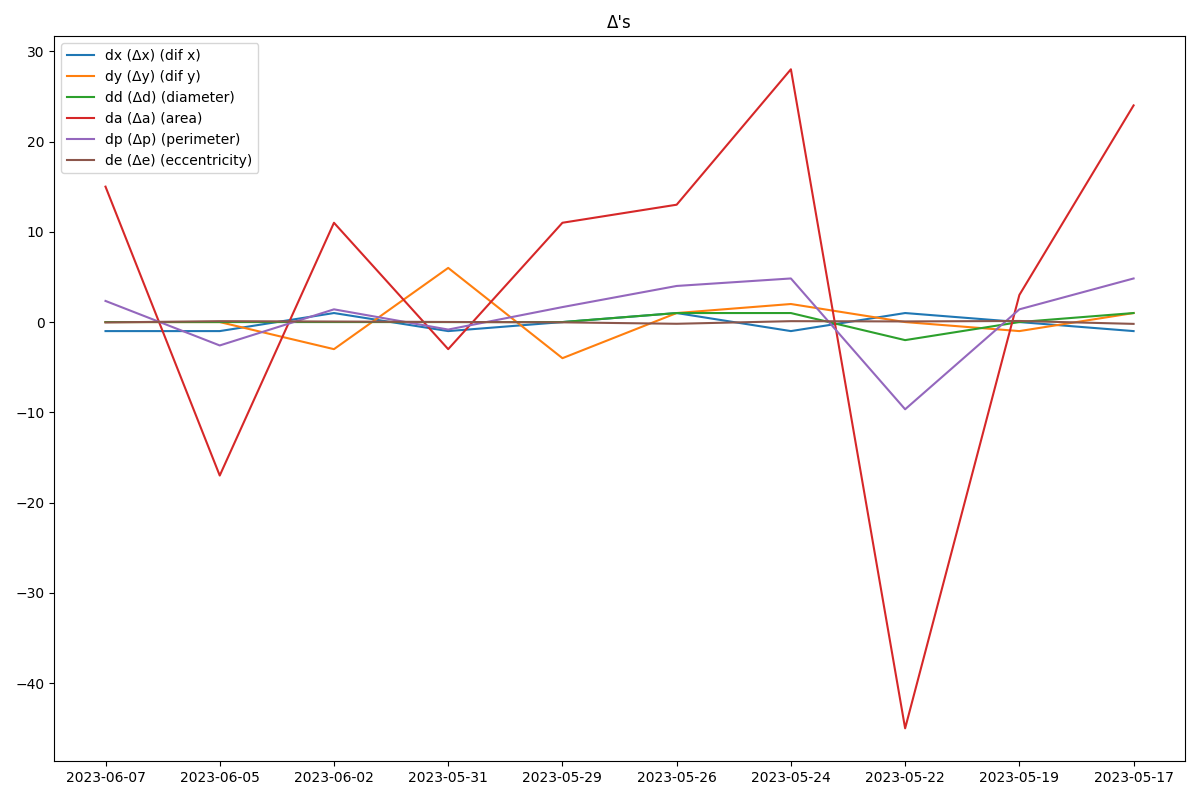 Δ's
dx (Δx) (dif x)
dy (Δy) (dif y)
dd (Δd) (diameter)
da (Δa) (area)
dp (Δp) (perimeter)
de (Δe) (eccentricity)
30
20
10
0
−10
−20
−30
−40
2023-06-07 2023-06-05 2023-06-02 2023-05-31 2023-05-29 2023-05-26 2023-05-24 2023-05-22 2023-05-19 2023-05-17